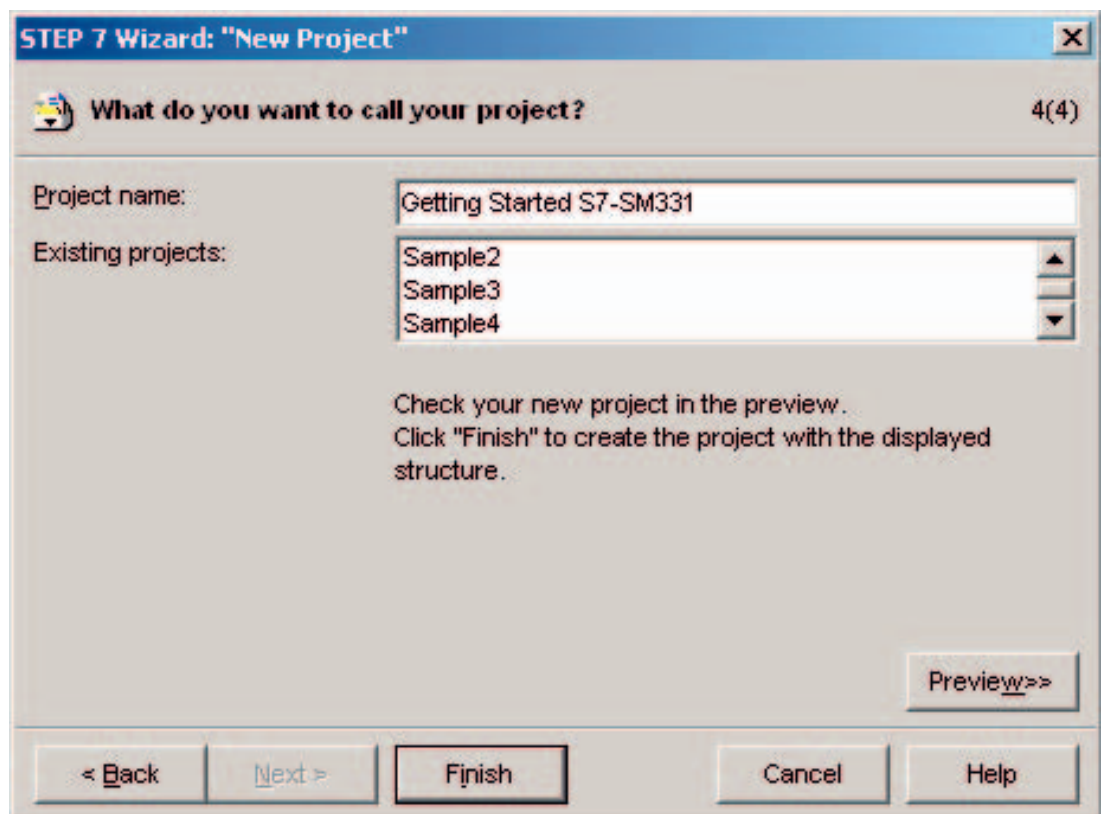 STEP 7 Wizard: "New Project"
What do you want to call your project?
4(4)
Project name:
Getting Started S7-SM331
Existing projects:
Sample2
Sample3
Sample4
Check your new project in the preview.
Click "Finish" to create the project with the displayed
structure.
Preview>>
< Back
Next >
Finish
Cancel
Help